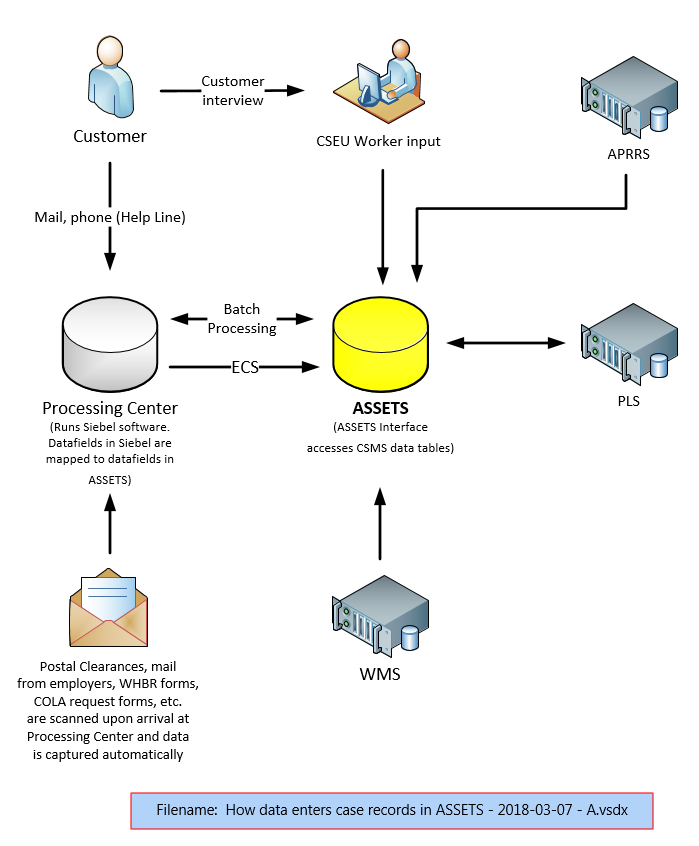 Customer
interview
Customer
CSEU Worker input
APRRS
Mail, phone (Help Line)
Batch
Processing
ECS
Processing Center
(Runs Siebel software.
Datafields in Siebel are
mapped to datafields in
ASSETS)
ASSETS
(ASSETS Interface
accesses CSMS data tables)
PLS
Postal Clearances, mail
from employers, WHBR forms,
COLA request forms, etc.
are scanned upon arrival at
Processing Center and data
is captured automatically
WMS
Filename:  How data enters case records in ASSETS - 2018-03-07 - A.vsdx